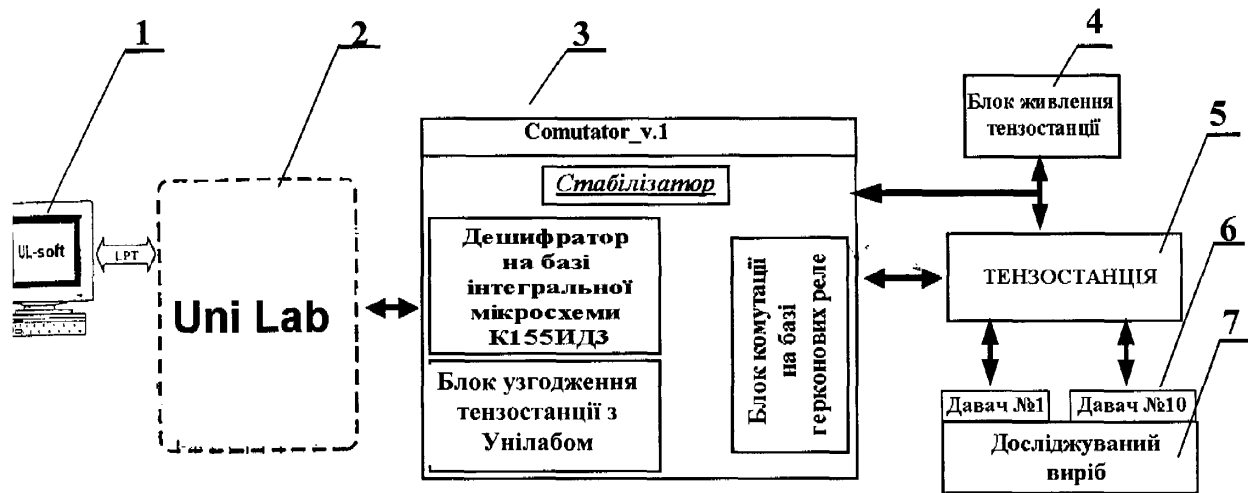 1
2
3
4
5
6
7
UL-soft
LPT
Uni Lab
Comutator_v.1
Стабілізатор
Дешифратор
на базі
інтегральної
мікросхеми
К155ИД3
Блок узгодження
тензостанції з
Унілабом
Блок комутації
на базі
герконових реле
Блок живлення
тензостанції
ТЕНЗОСТАНЦІЯ
Давач №1
Давач №10
Досліджуваний
виріб